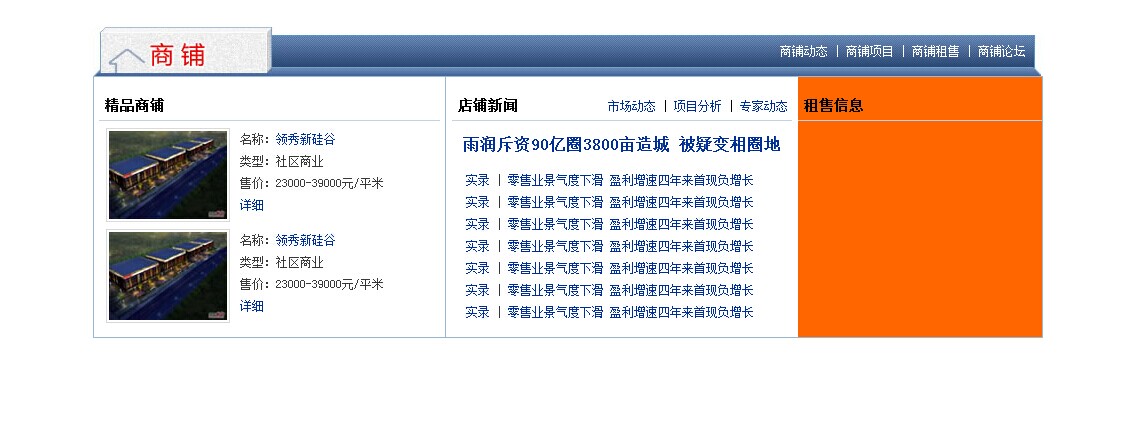 商铺
商铺动态 | 商铺项目 | 商铺租售 | 商铺论坛
精品商铺
名称：领秀新硅谷
类型：社区商业
售价：23000-39000元/平米
详细
名称：领秀新硅谷
类型：社区商业
售价：23000-39000元/平米
详细
店铺新闻
市场动态 | 项目分析 | 专家动态
雨润斥资90亿圈3800亩造城 被疑变相圈地
实录 | 零售业景气度下滑 盈利增速四年来首现负增长
实录 | 零售业景气度下滑 盈利增速四年来首现负增长
实录 | 零售业景气度下滑 盈利增速四年来首现负增长
实录 | 零售业景气度下滑 盈利增速四年来首现负增长
实录 | 零售业景气度下滑 盈利增速四年来首现负增长
实录 | 零售业景气度下滑 盈利增速四年来首现负增长
实录 | 零售业景气度下滑 盈利增速四年来首现负增长
租售信息